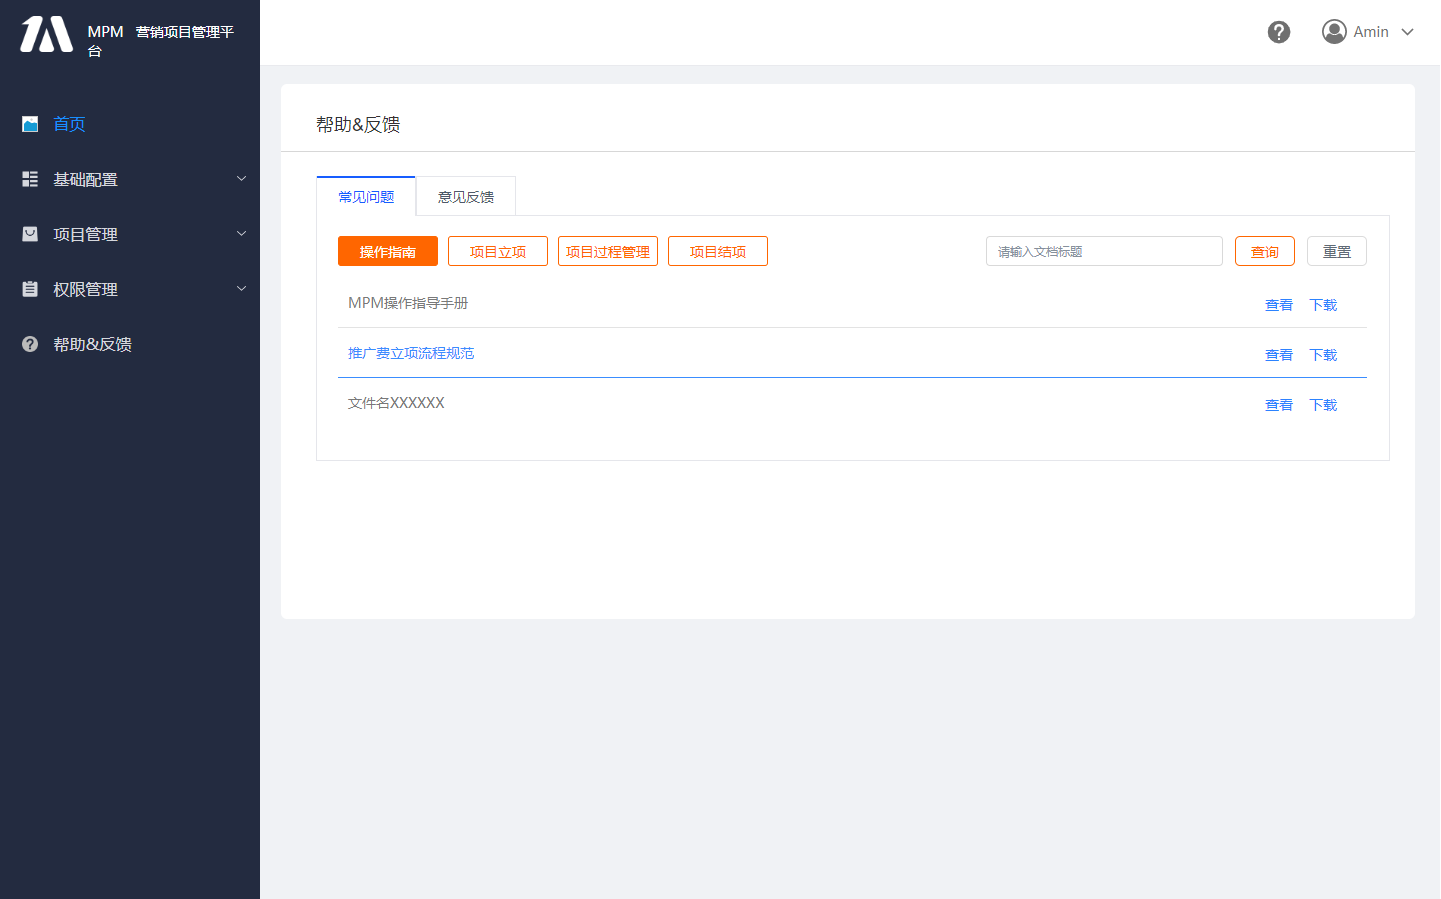 MPM 营销项目管理平
台
Amin
首页
基础配置
项目管理
权限管理
帮助&反馈
帮助&反馈
常见问题 意见反馈
操作指南 项目立项 项目过程管理 项目结项 请输入文档标题 查询 重置
MPM操作指导手册 查看 下载
推广费立项流程规范 查看 下载
文件名XXXXXX 查看 下载